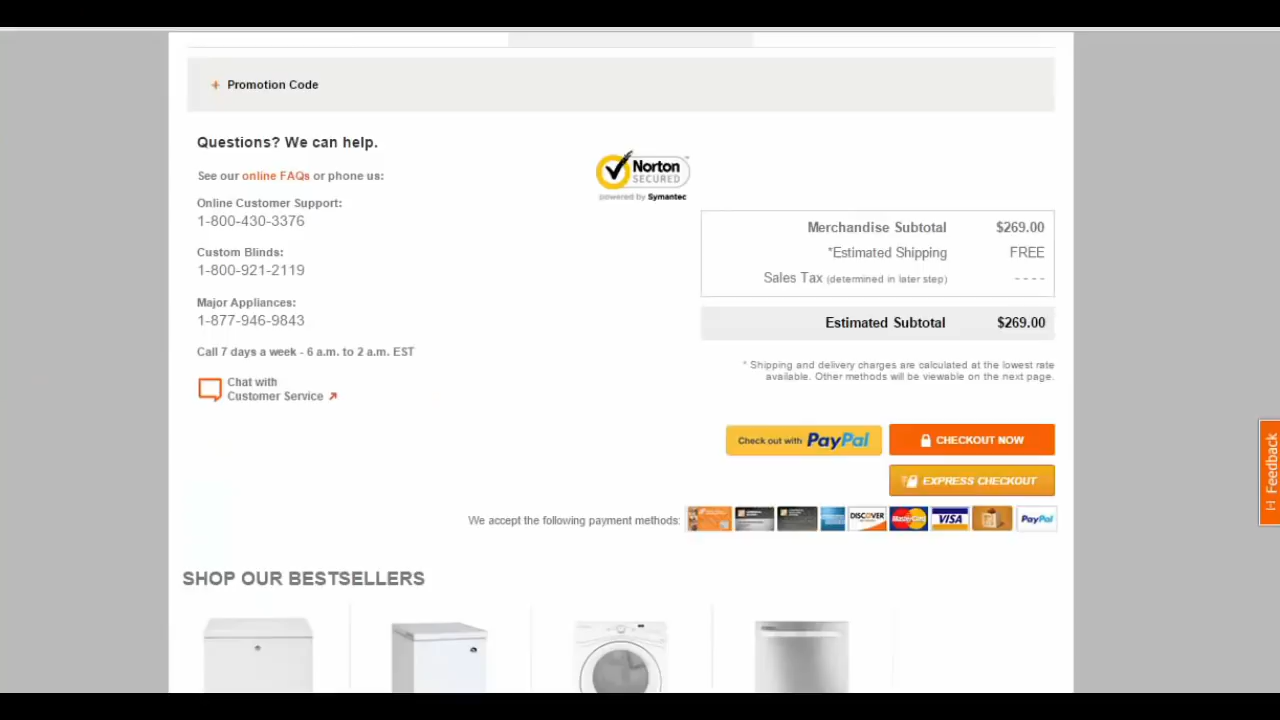 + Promotion Code
Questions? We can help.
See our online FAQs or phone us:
Online Customer Support:
1-800-430-3376
Custom Blinds:
1-800-921-2119
Major Appliances:
1-877-946-9843
Call 7 days a week - 6 a.m. to 2 a.m. EST
Chat with
Customer Service
Norton
SECURED
powered by Symantec
Merchandise Subtotal $269.00
*Estimated Shipping FREE
Sales Tax (determined in later step) - - - -
Estimated Subtotal $269.00
* Shipping and delivery charges are calculated at the lowest rate
available. Other methods will be viewable on the next page.
Check out with PayPal
CHECKOUT NOW
EXPRESS CHECKOUT
We accept the following payment methods:
DISCOVER
MasterCard
VISA
PayPal
SHOP OUR BESTSELLERS
Feedback